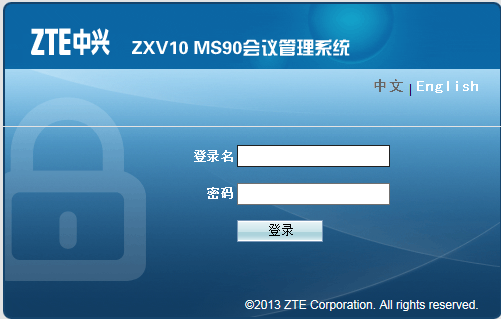 ZTE中兴 ZXV10 MS90会议管理系统
中文 | English
登录名
密码
登录
©2013 ZTE Corporation. All rights reserved.